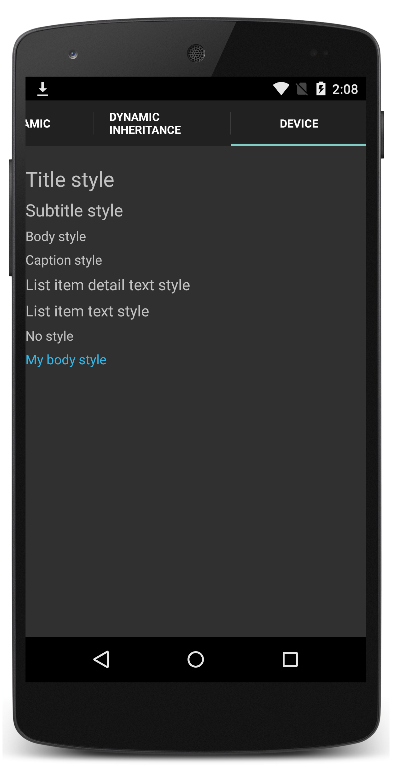 2:08
AMIC
DYNAMIC
INHERITANCE
DEVICE
Title style
Subtitle style
Body style
Caption style
List item detail text style
List item text style
No style
My body style